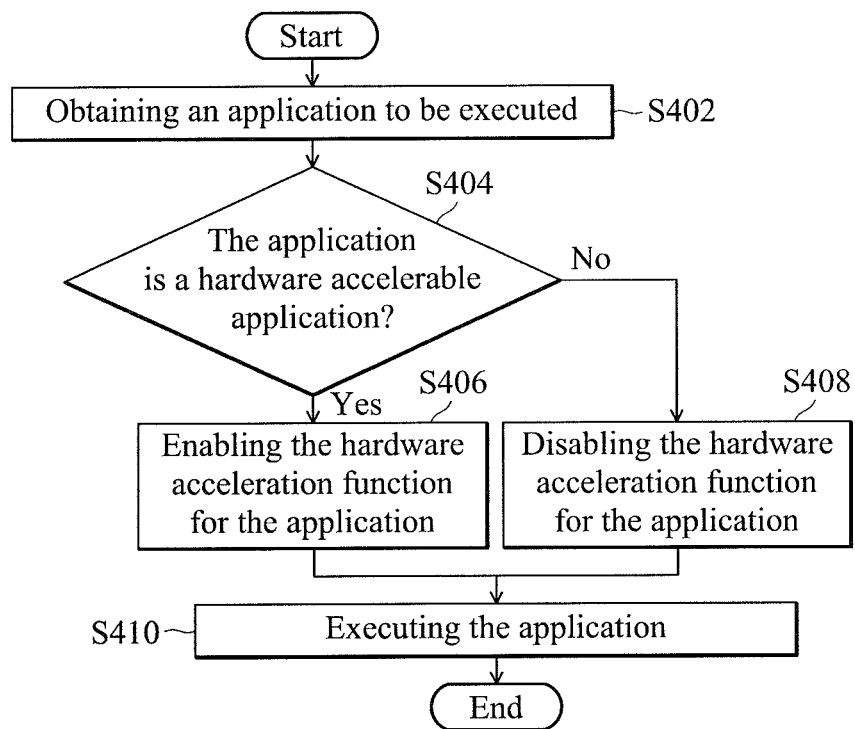 Start
Obtaining an application to be executed
S402
S404
The application
is a hardware accelerable
application?
No
Yes
S406
Enabling the hardware
acceleration function
for the application
S408
Disabling the hardware
acceleration function
for the application
S410
Executing the application
End